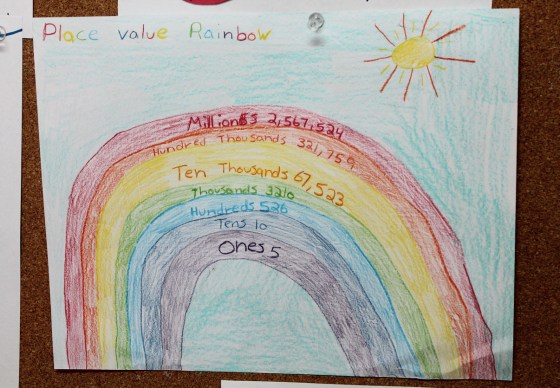 Place value Rainbow
Millions 2,567,524
Hundred Thousands 321,759
Ten Thousands 67,523
Thousands 3210
Hundreds 526
Tens 10
Ones 5